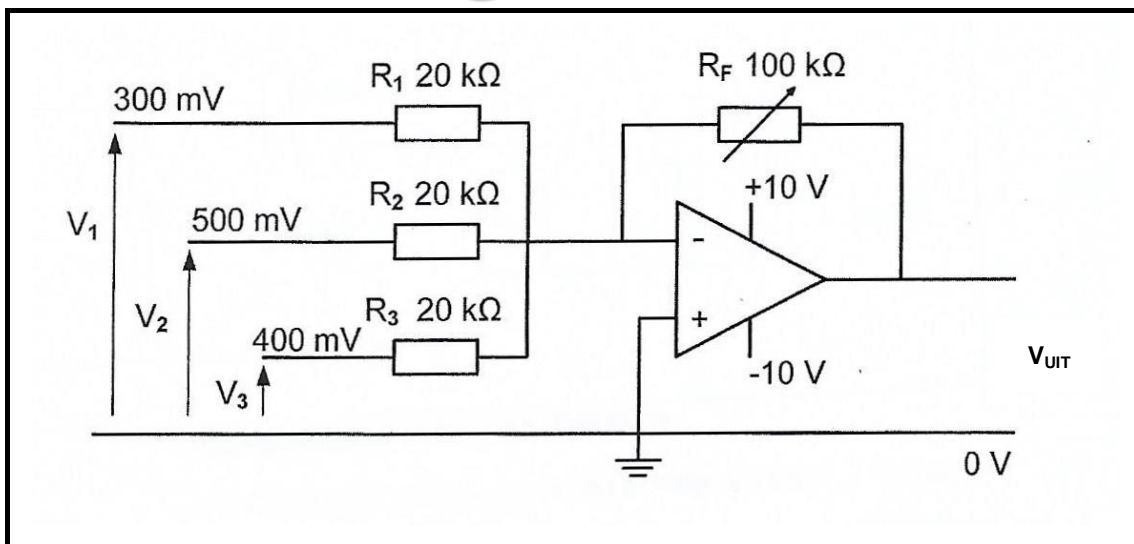 R₁ 20 kΩ
R_F 100 kΩ
300 mV
+10 V
R₂ 20 kΩ
V₁
500 mV
-
R₃ 20 kΩ
V₂
+
400 mV
V_UIT
-10 V
V₃
0 V